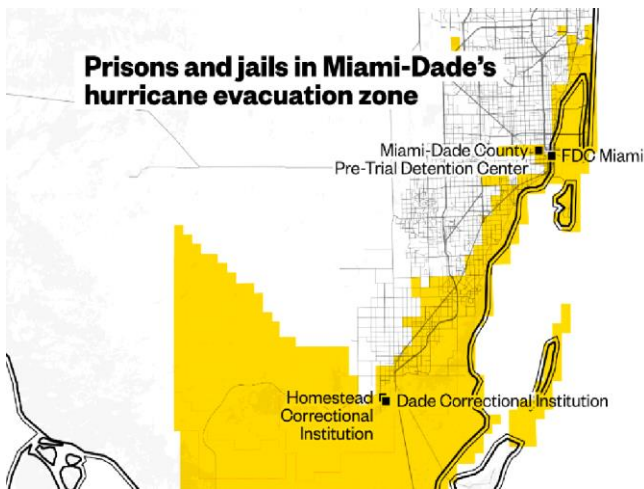 Prisons and jails in Miami-Dade's
hurricane evacuation zone
Miami-Dade County
Pre-Trial Detention Center
FDC Miami
Homestead
Correctional
Institution
Dade Correctional Institution